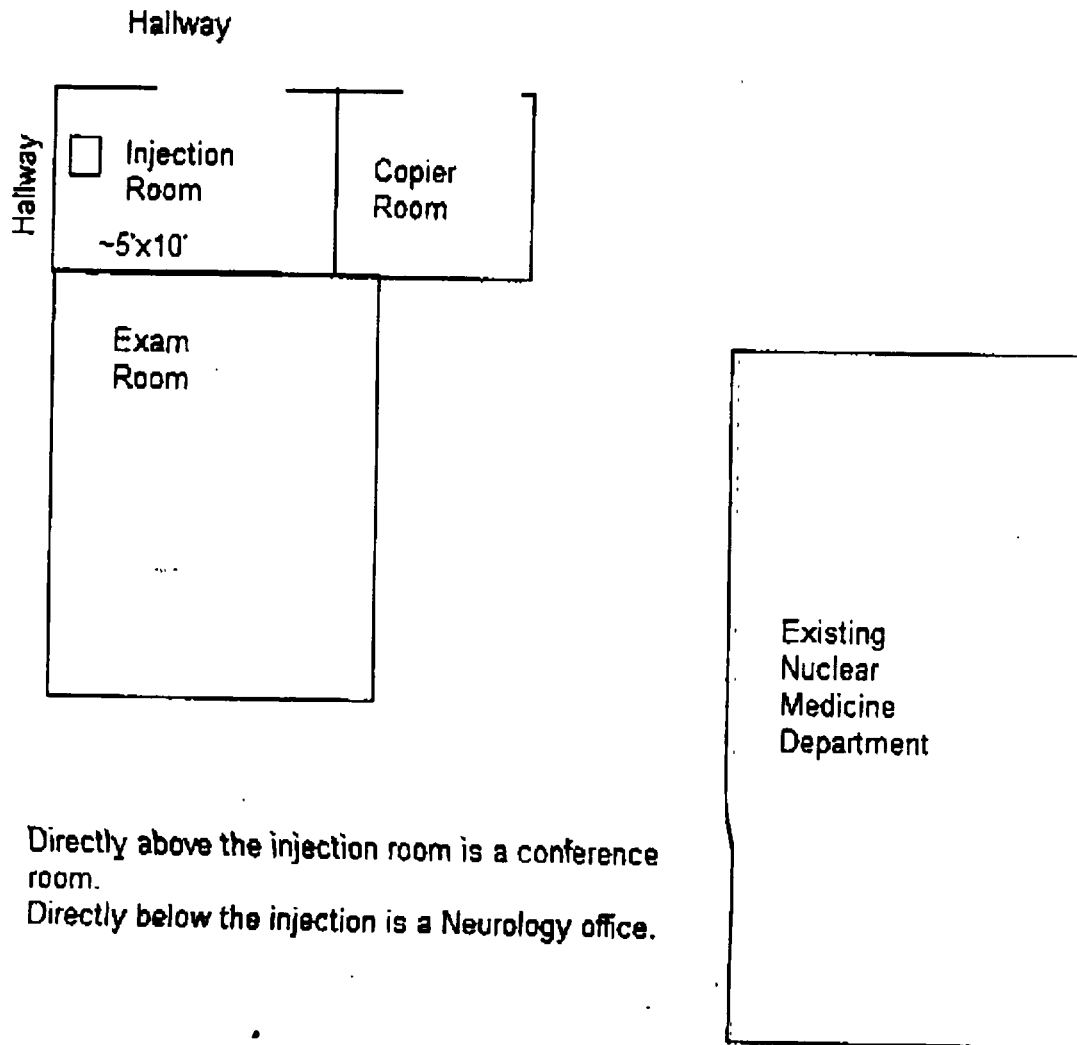 Hallway
Hallway
Injection
Room
~5'x10'
Copier
Room
Exam
Room
Existing
Nuclear
Medicine
Department
Directly above the injection room is a conference
room.
Directly below the injection is a Neurology office.